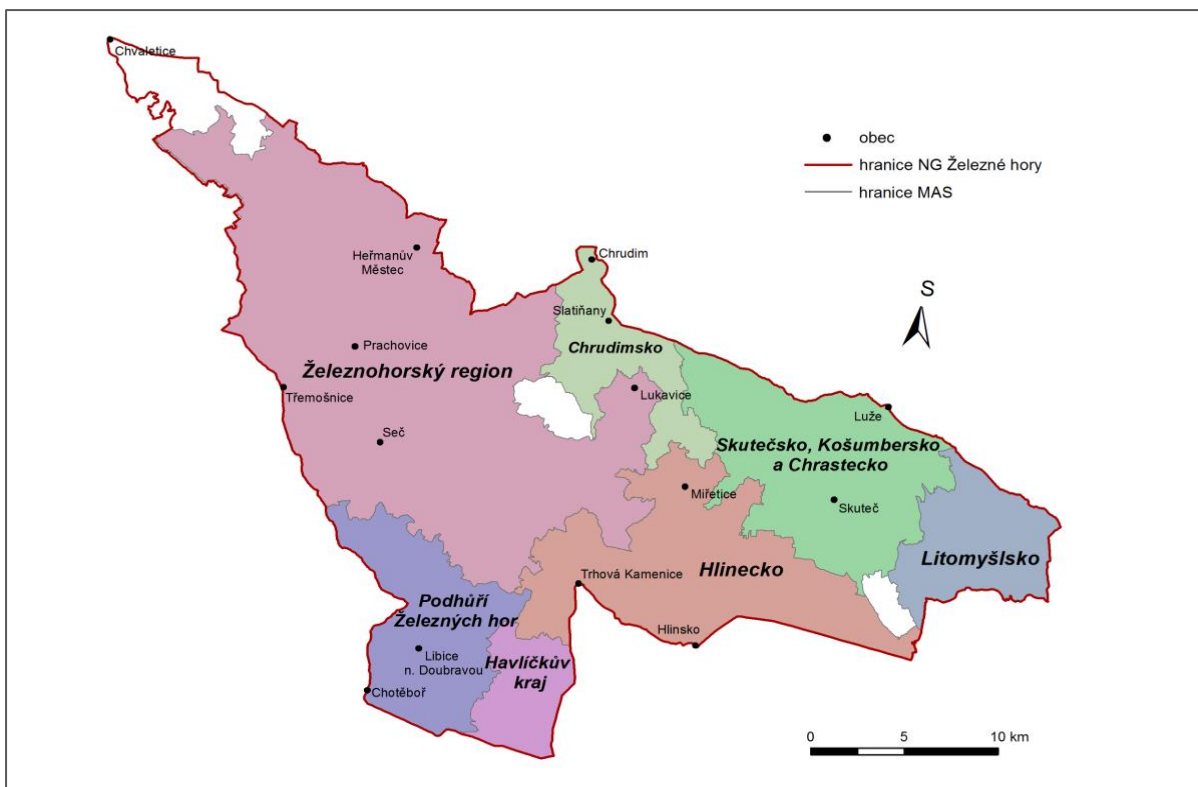 Chvaletice
obec
hranice NG Železné hory
hranice MAS
Heřmanův
Městec
Chrudim
S
Slatiňany
Chrudimsko
Prachovice
Železnohorský region
Třemošnice
Lukavice
Luže
Seč
Skutečsko, Košumbersko
a Chrastecko
Miřetice
Skuteč
Litomyšlsko
Hlinecko
Trhová Kamenice
Podhůří
Železných hor
Hlinsko
Libice
n. Doubravou
Havlíčkův
kraj
Chotěboř
0 5 10 km